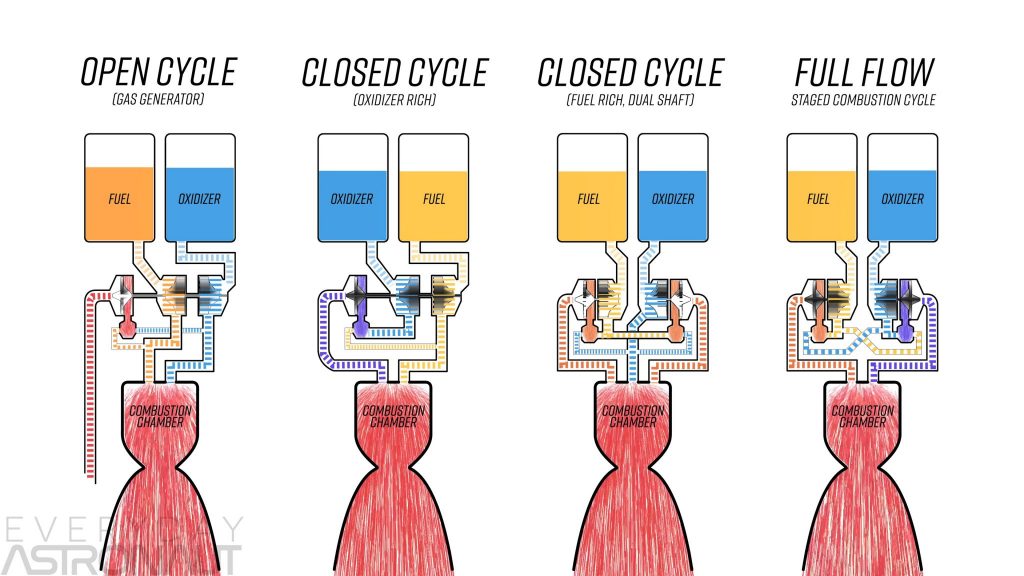 OPEN CYCLE
(GAS GENERATOR)
FUEL
OXIDIZER
COMBUSTION
CHAMBER
CLOSED CYCLE
(OXIDIZER RICH)
OXIDIZER
FUEL
COMBUSTION
CHAMBER
CLOSED CYCLE
(FUEL RICH, DUAL SHAFT)
FUEL
OXIDIZER
COMBUSTION
CHAMBER
FULL FLOW
STAGED COMBUSTION CYCLE
FUEL
OXIDIZER
COMBUSTION
CHAMBER
EVERYDAY
ASTRONAUT